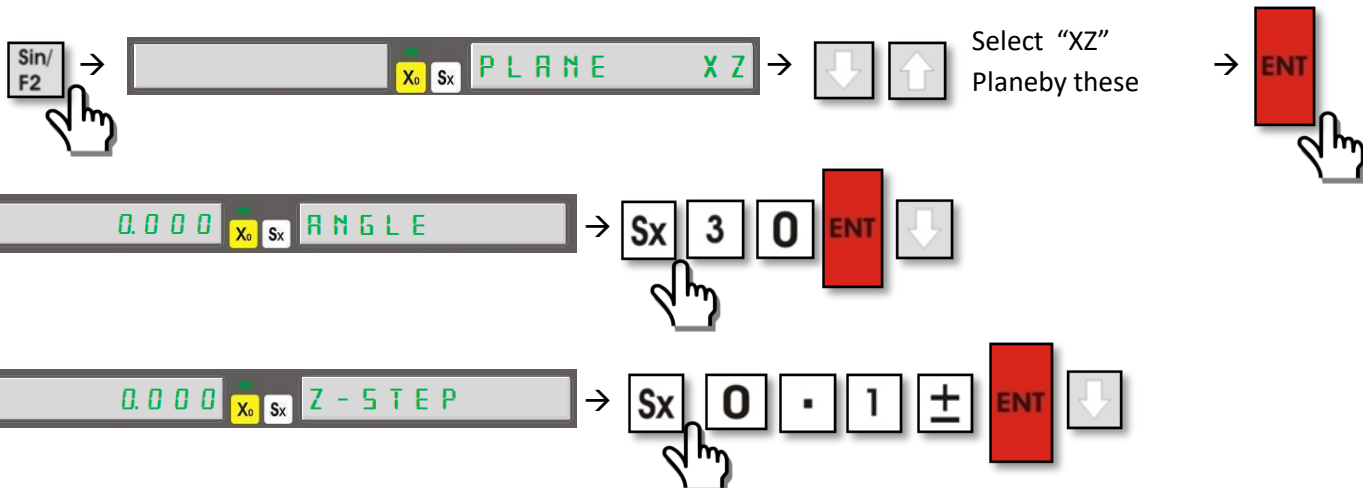 Sin/
F2
→
X₀ Sx
PLANE XZ
→
Select “XZ”
Planeby these
→
ENT
0.000
X₀ Sx
ANGLE
→
Sx 3 0 ENT
0.000
X₀ Sx
Z-STEP
→
Sx 0 . 1 ± ENT